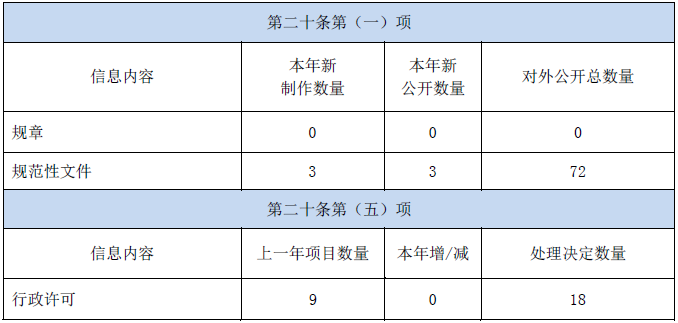 第二十条第（一）项
信息内容 本年新制作数量 本年新公开数量 对外公开总数量
规章 0 0 0
规范性文件 3 3 72
第二十条第（五）项
信息内容 上一年项目数量 本年增/减 处理决定数量
行政许可 9 0 18